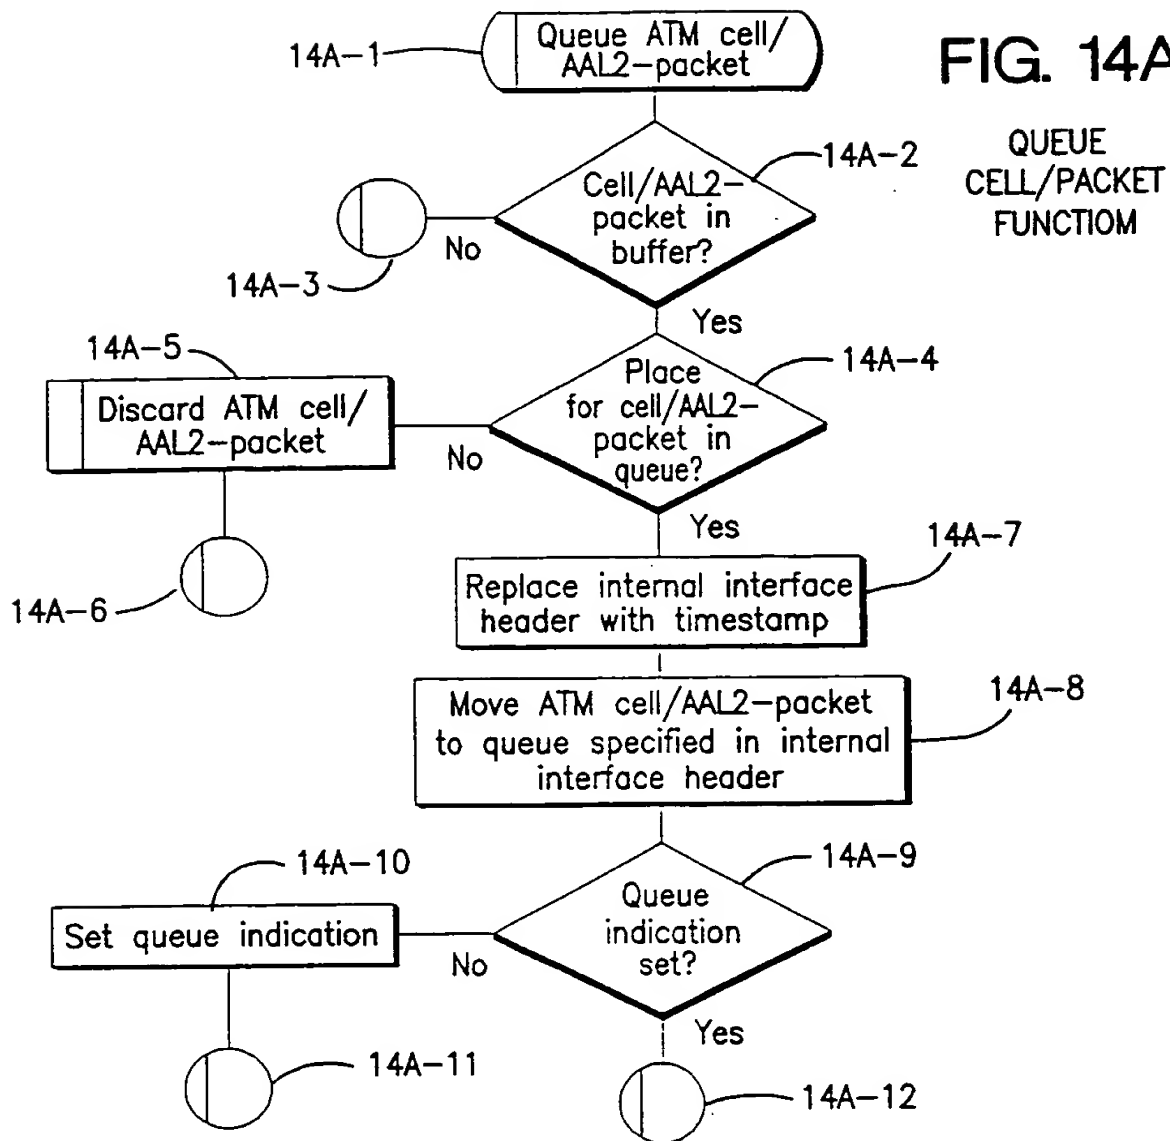 14A-1
Queue ATM cell/
AAL2-packet
FIG. 14A
QUEUE
CELL/PACKET
FUNCTIOM
14A-2
Cell/AAL2-
packet in
buffer?
No
14A-3
Yes
14A-4
Place
for cell/AAL2-
packet in
queue?
14A-5
Discard ATM cell/
AAL2-packet
No
14A-6
Yes
14A-7
Replace internal interface
header with timestamp
14A-8
Move ATM cell/AAL2-packet
to queue specified in internal
interface header
14A-9
Queue
indication
set?
14A-10
Set queue indication
No
14A-11
Yes
14A-12